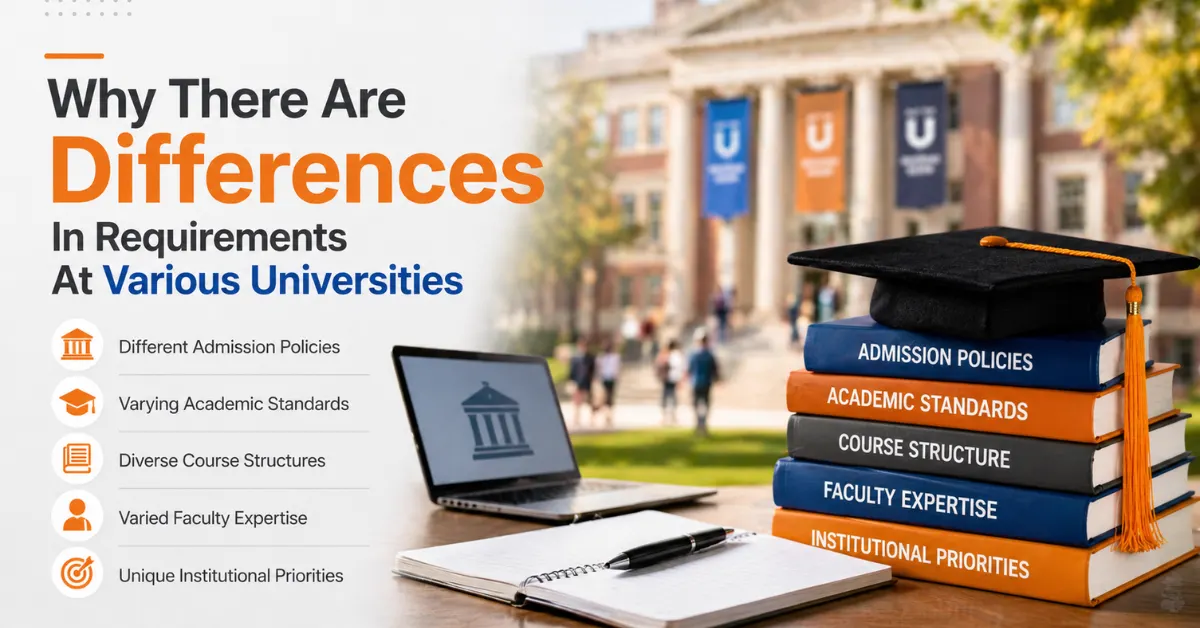 Why There Are
Differences
In Requirements
At Various Universities
Different Admission Policies
Varying Academic Standards
Diverse Course Structures
Varied Faculty Expertise
Unique Institutional Priorities
U
U
U
ADMISSION POLICIES
ACADEMIC STANDARDS
COURSE STRUCTURE
FACULTY EXPERTISE
INSTITUTIONAL PRIORITIES